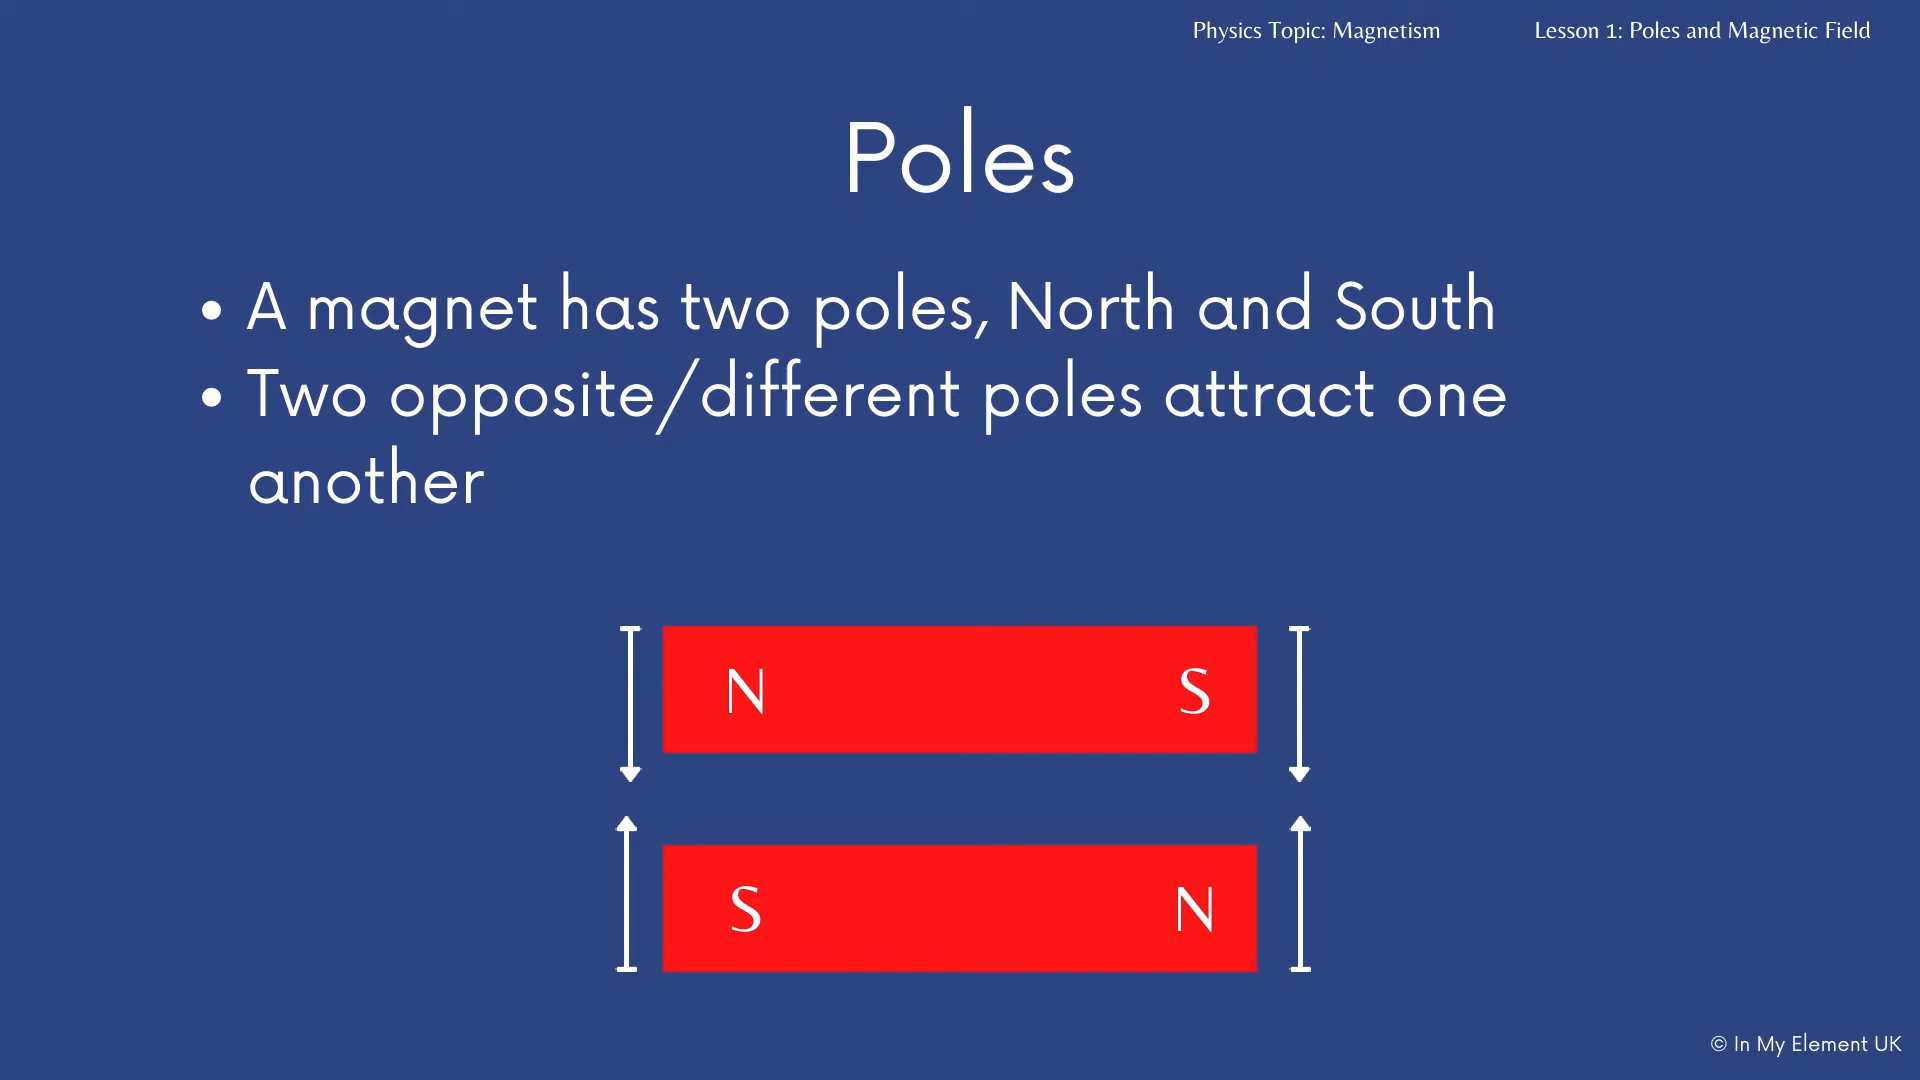 Physics Topic: Magnetism
Lesson 1: Poles and Magnetic Field
Poles
• A magnet has two poles, North and South
• Two opposite/different poles attract one
another
N S
S N
© In My Element UK